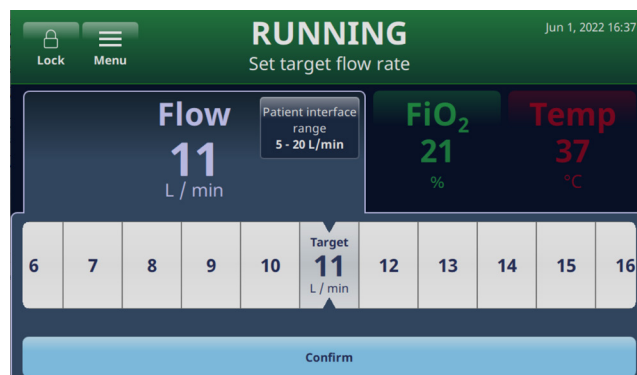 RUNNING
Jun 1, 2022 16:37
Lock Menu
Set target flow rate
Flow
Patient interface
range
5 - 20 L/min
11
L / min
FiO₂
21
%
Temp
37
°C
6 7 8 9 10
Target
11
L / min
12 13 14 15 16
Confirm